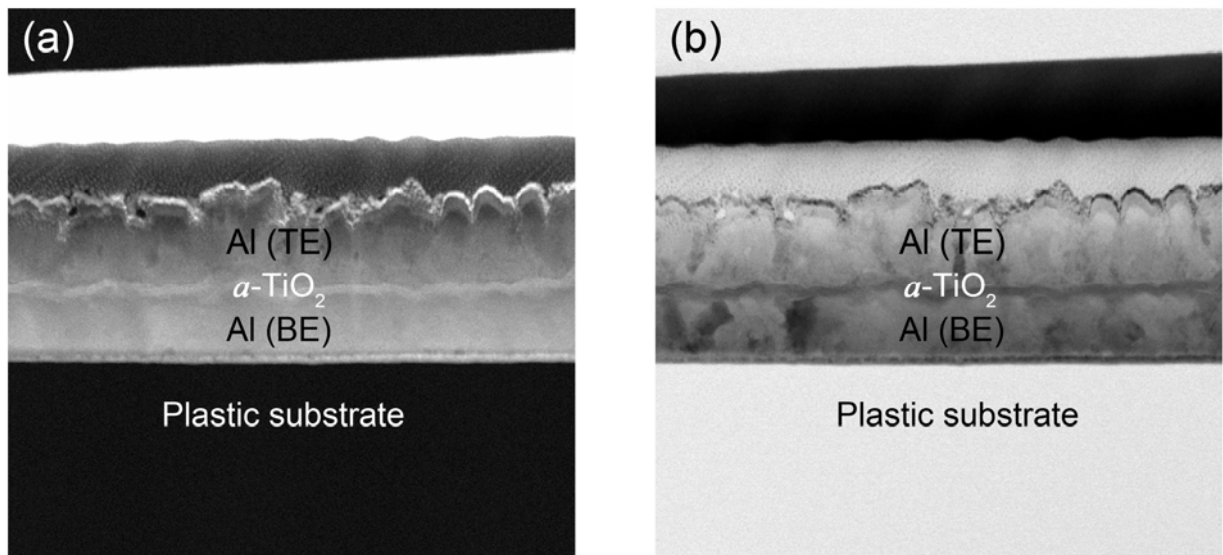 (a)
Al (TE)
a-TiO₂
Al (BE)
Plastic substrate
(b)
Al (TE)
a-TiO₂
Al (BE)
Plastic substrate